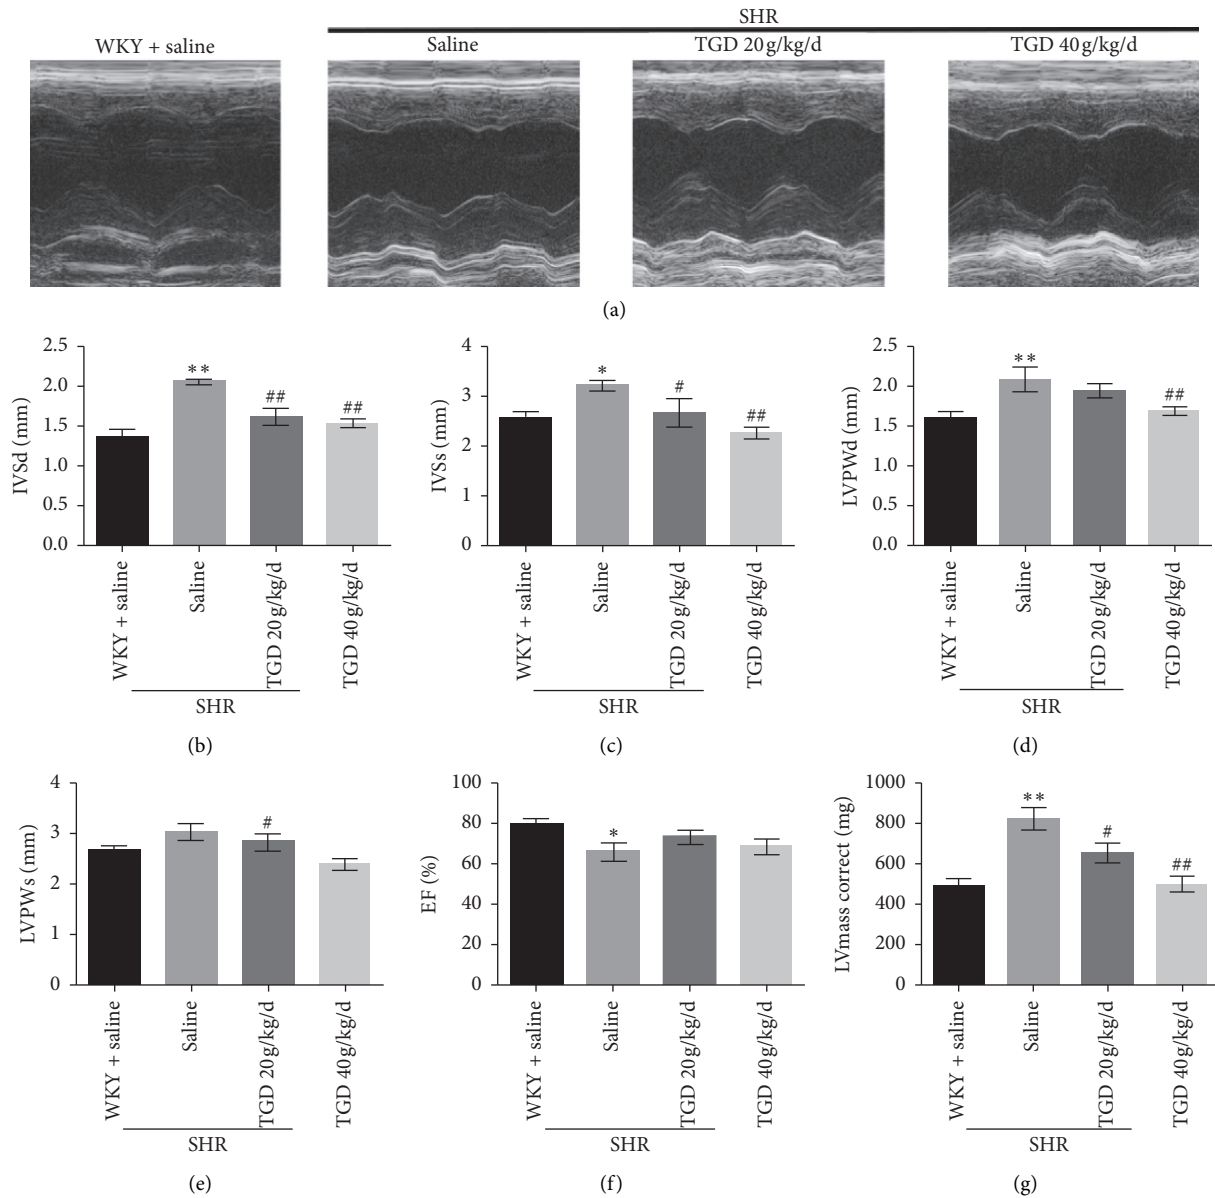 SHR
WKY + saline
Saline
TGD 20 g/kg/d
TGD 40 g/kg/d
(a)
2.5
2.0
1.5
1.0
0.5
0.0
IVSd (mm)
**
##
##
WKY + saline
Saline
TGD 20 g/kg/d
TGD 40 g/kg/d
SHR
(b)
4
3
2
1
0
IVSs (mm)
*
#
##
WKY + saline
Saline
TGD 20 g/kg/d
TGD 40 g/kg/d
SHR
(c)
2.5
2.0
1.5
1.0
0.5
0.0
LVPWd (mm)
**
##
WKY + saline
Saline
TGD 20 g/kg/d
TGD 40 g/kg/d
SHR
(d)
4
3
2
1
0
LVPWs (mm)
#
WKY + saline
Saline
TGD 20 g/kg/d
TGD 40 g/kg/d
SHR
(e)
100
80
60
40
20
0
EF (%)
*
WKY + saline
Saline
TGD 20 g/kg/d
TGD 40 g/kg/d
SHR
(f)
1000
800
600
400
200
0
LVmass correct (mg)
**
#
##
WKY + saline
Saline
TGD 20 g/kg/d
TGD 40 g/kg/d
SHR
(g)